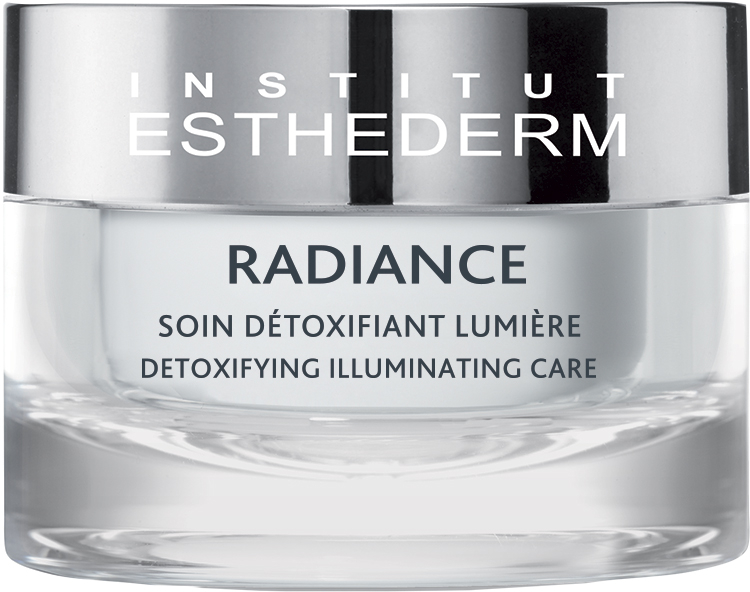 INSTITUT
ESTHEDERM
RADIANCE
SOIN DÉTOXIFIANT LUMIÈRE
DETOXIFYING ILLUMINATING CARE